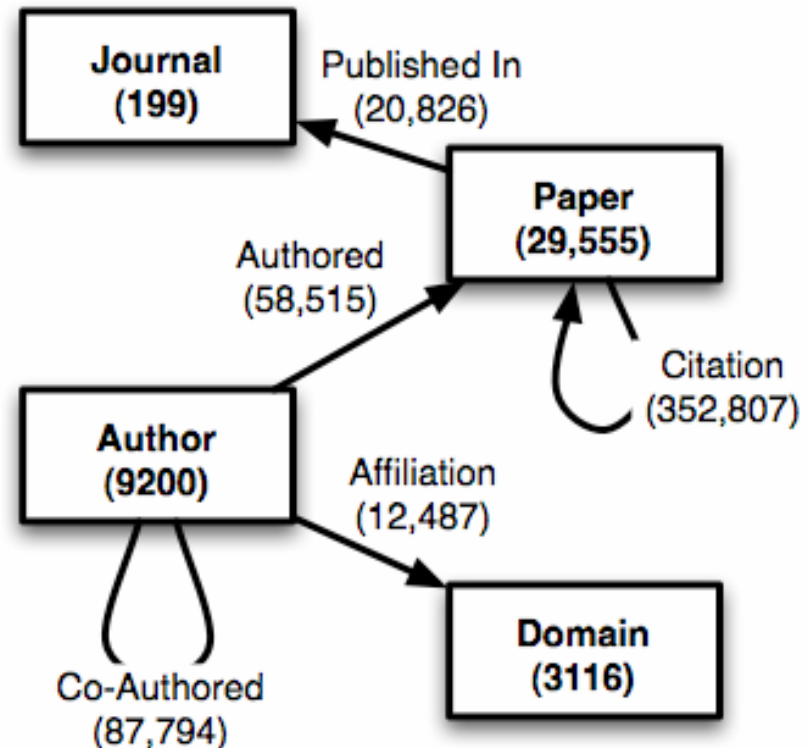 Journal
(199)
Published In
(20,826)
Paper
(29,555)
Authored
(58,515)
Citation
(352,807)
Author
(9200)
Affiliation
(12,487)
Domain
(3116)
Co-Authored
(87,794)